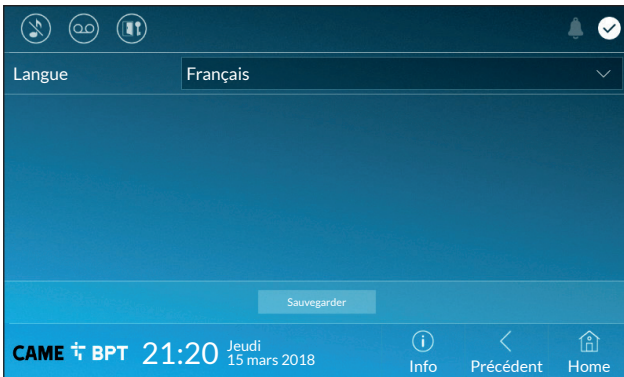 Langue Français
Sauvegarder
CAME BPT 21:20 Jeudi
15 mars 2018
Info Précédent Home